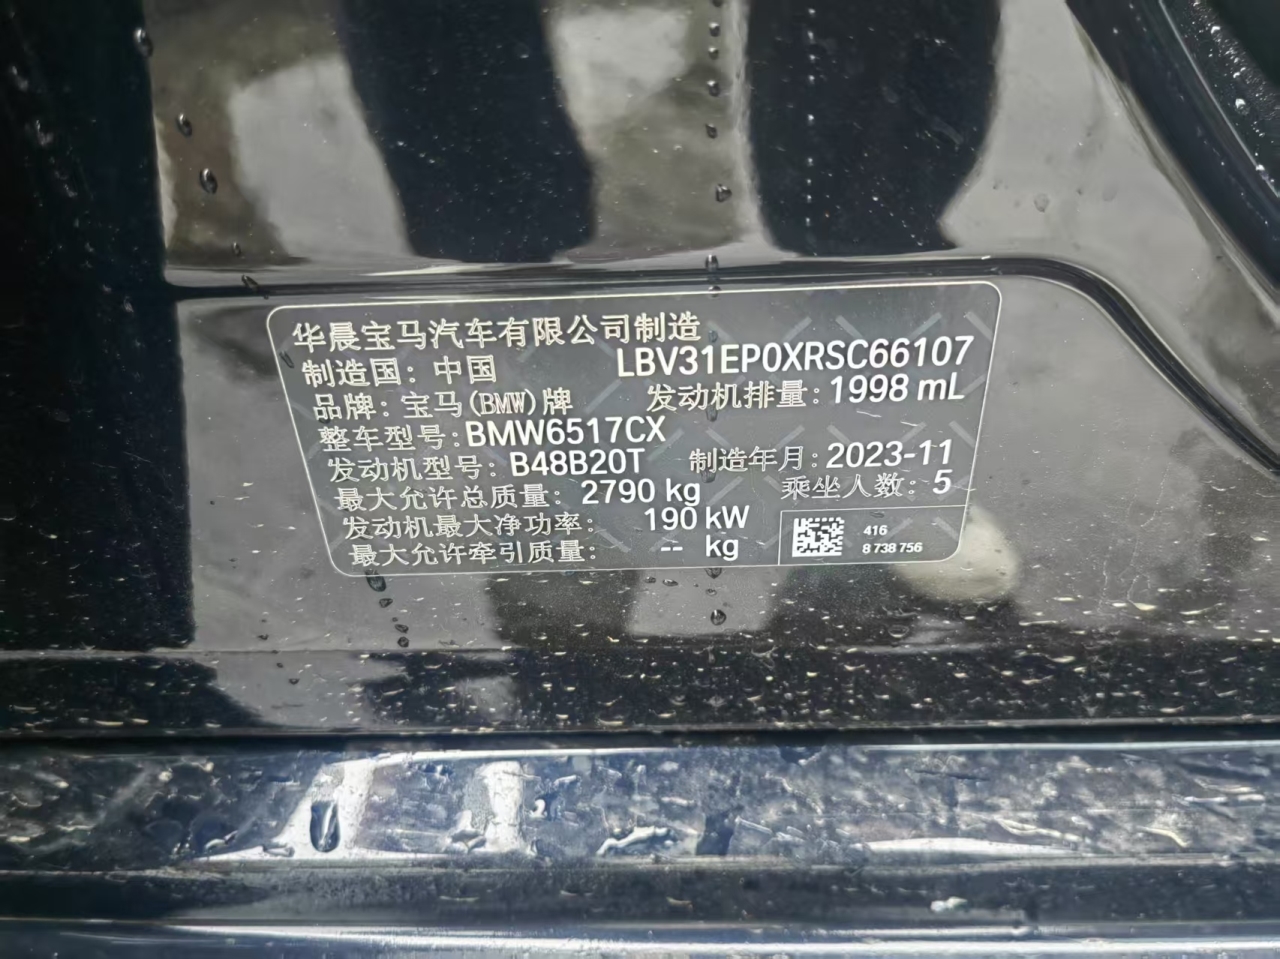 华晨宝马汽车有限公司制造
制造国：中国 LBV31EP0XRSC66107
品牌：宝马(BMW)牌 发动机排量：1998 mL
整车型号：BMW6517CX
发动机型号：B48B20T 制造年月：2023-11
最大允许总质量：2790 kg 乘坐人数：5
发动机最大净功率：190 kW
最大允许牵引质量：-- kg
416
8 738 756